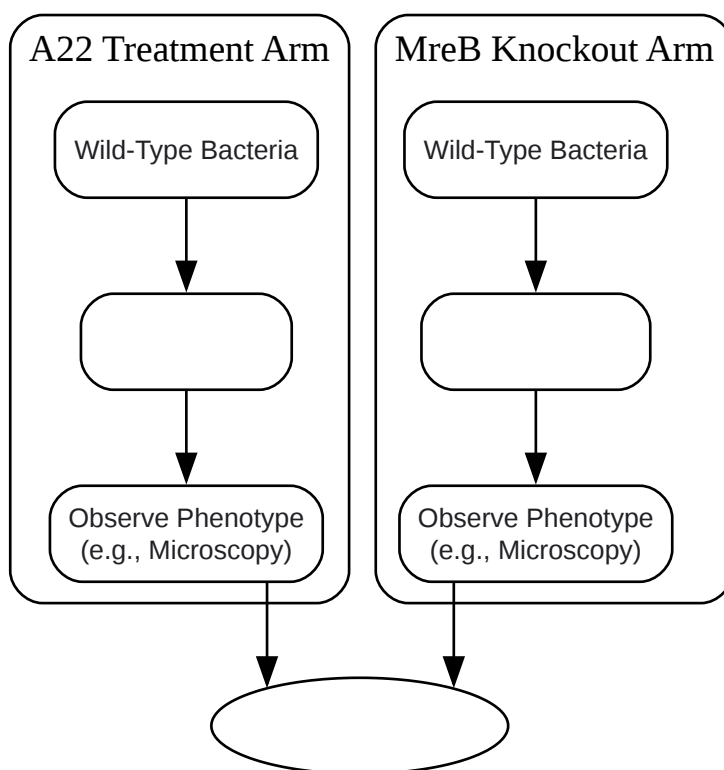 A22 Treatment Arm
Wild-Type Bacteria
Observe Phenotype
(e.g., Microscopy)
MreB Knockout Arm
Wild-Type Bacteria
Observe Phenotype
(e.g., Microscopy)